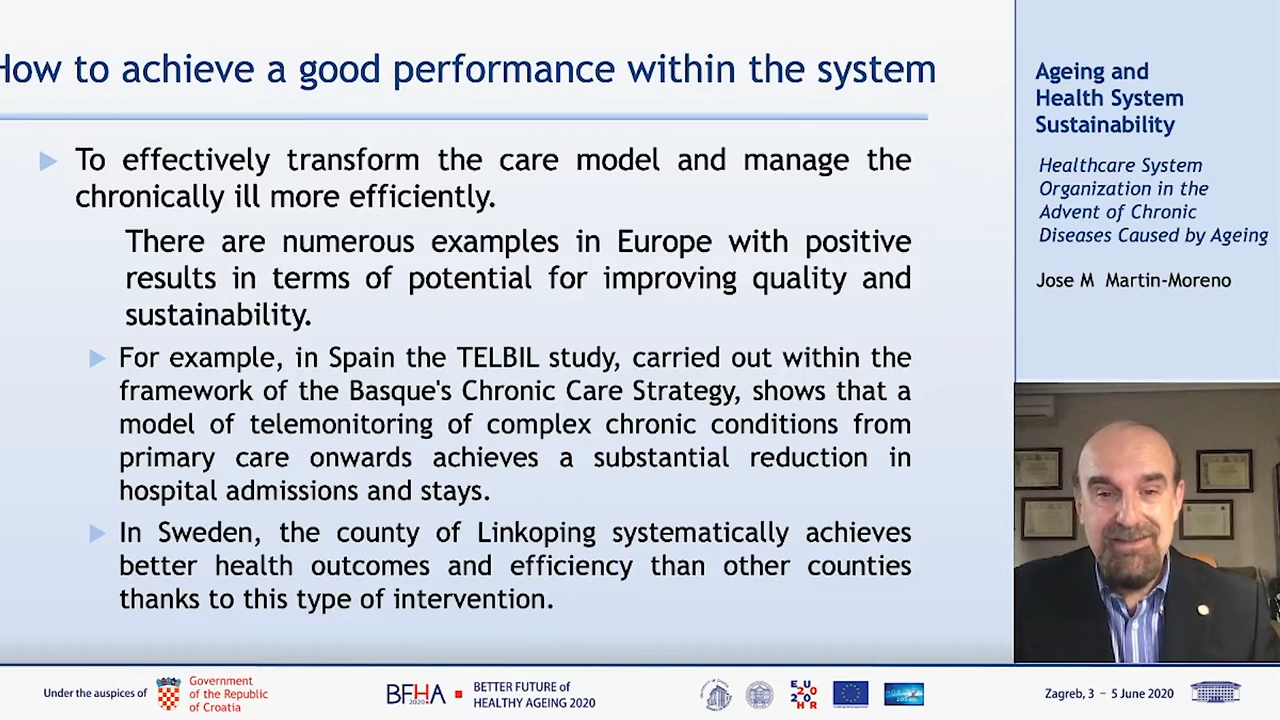 How to achieve a good performance within the system
To effectively transform the care model and manage the
chronically ill more efficiently.
There are numerous examples in Europe with positive
results in terms of potential for improving quality and
sustainability.
For example, in Spain the TELBIL study, carried out within the
framework of the Basque's Chronic Care Strategy, shows that a
model of telemonitoring of complex chronic conditions from
primary care onwards achieves a substantial reduction in
hospital admissions and stays.
In Sweden, the county of Linkoping systematically achieves
better health outcomes and efficiency than other counties
thanks to this type of intervention.
Ageing and
Health System
Sustainability
Healthcare System
Organization in the
Advent of Chronic
Diseases Caused by Ageing
Jose M Martin-Moreno
Under the auspices of
Government
of the Republic
of Croatia
BFHA
2020
BETTER FUTURE of
HEALTHY AGEING 2020
EU
20
20
HR
Zagreb, 3 – 5 June 2020